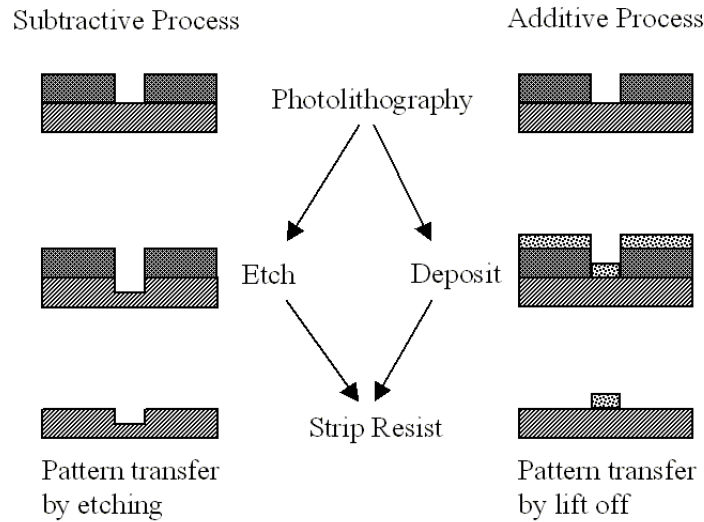 Subtractive Process
Additive Process
Photolithography
Etch
Deposit
Strip Resist
Pattern transfer
by etching
Pattern transfer
by lift off